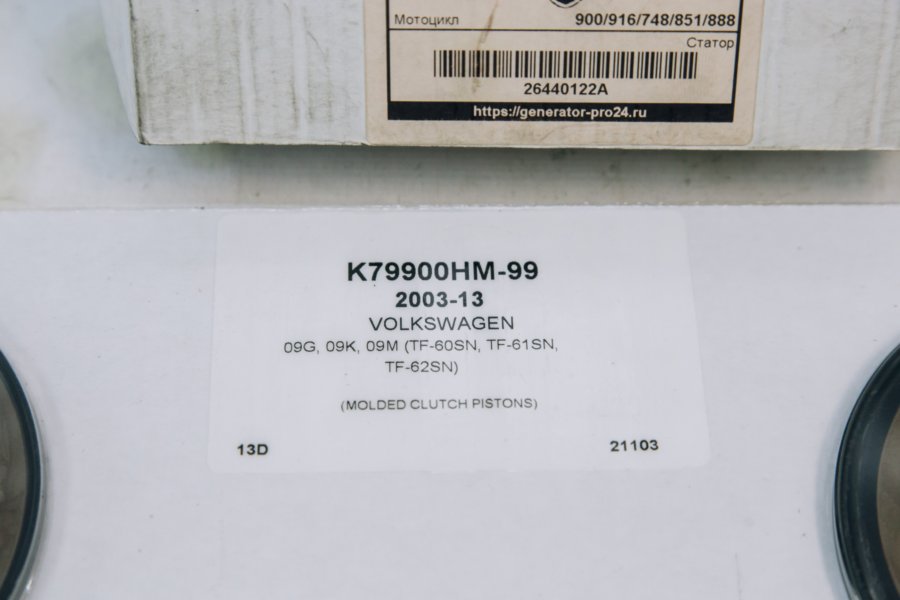 Мотоцикл 900/916/748/851/888
Статор
26440122A
https://generator-pro24.ru
K79900HM-99
2003-13
VOLKSWAGEN
09G, 09K, 09M (TF-60SN, TF-61SN,
TF-62SN)
(MOLDED CLUTCH PISTONS)
13D 21103